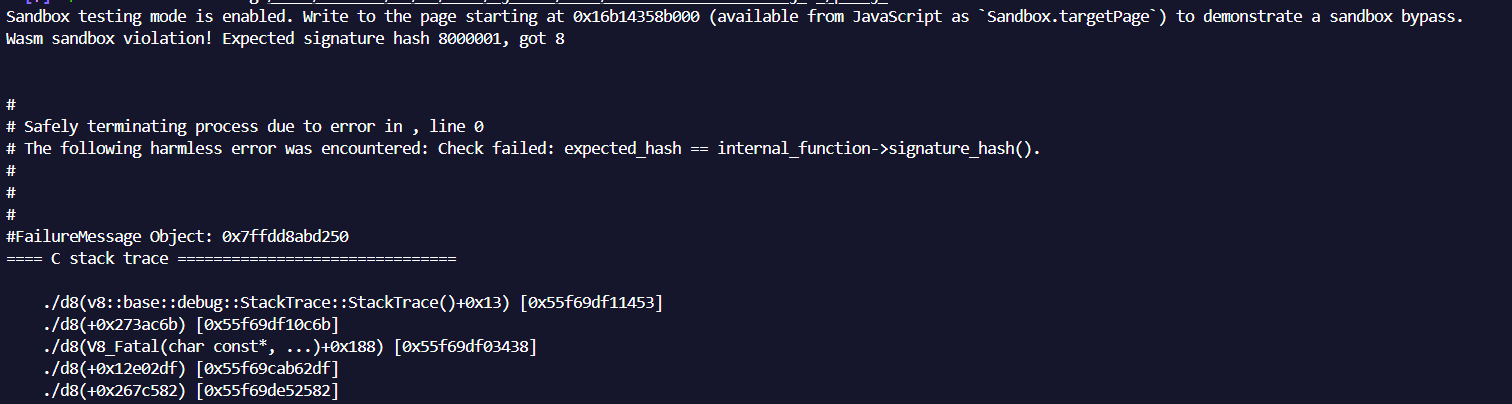 Sandbox testing mode is enabled. Write to the page starting at 0x16b14358b000 (available from JavaScript as `Sandbox.targetPage`) to demonstrate a sandbox bypass.
Wasm sandbox violation! Expected signature hash 8000001, got 8
#
# Safely terminating process due to error in , line 0
# The following harmless error was encountered: Check failed: expected_hash == internal_function->signature_hash().
#
#
#
#FailureMessage Object: 0x7ffdd8abd250
==== C stack trace ===============================
./d8(v8::base::debug::StackTrace::StackTrace()+0x13) [0x55f69df11453]
./d8(+0x273ac6b) [0x55f69df10c6b]
./d8(V8_Fatal(char const*, ...)+0x188) [0x55f69df03438]
./d8(+0x12e02df) [0x55f69cab62df]
./d8(+0x267c582) [0x55f69de52582]